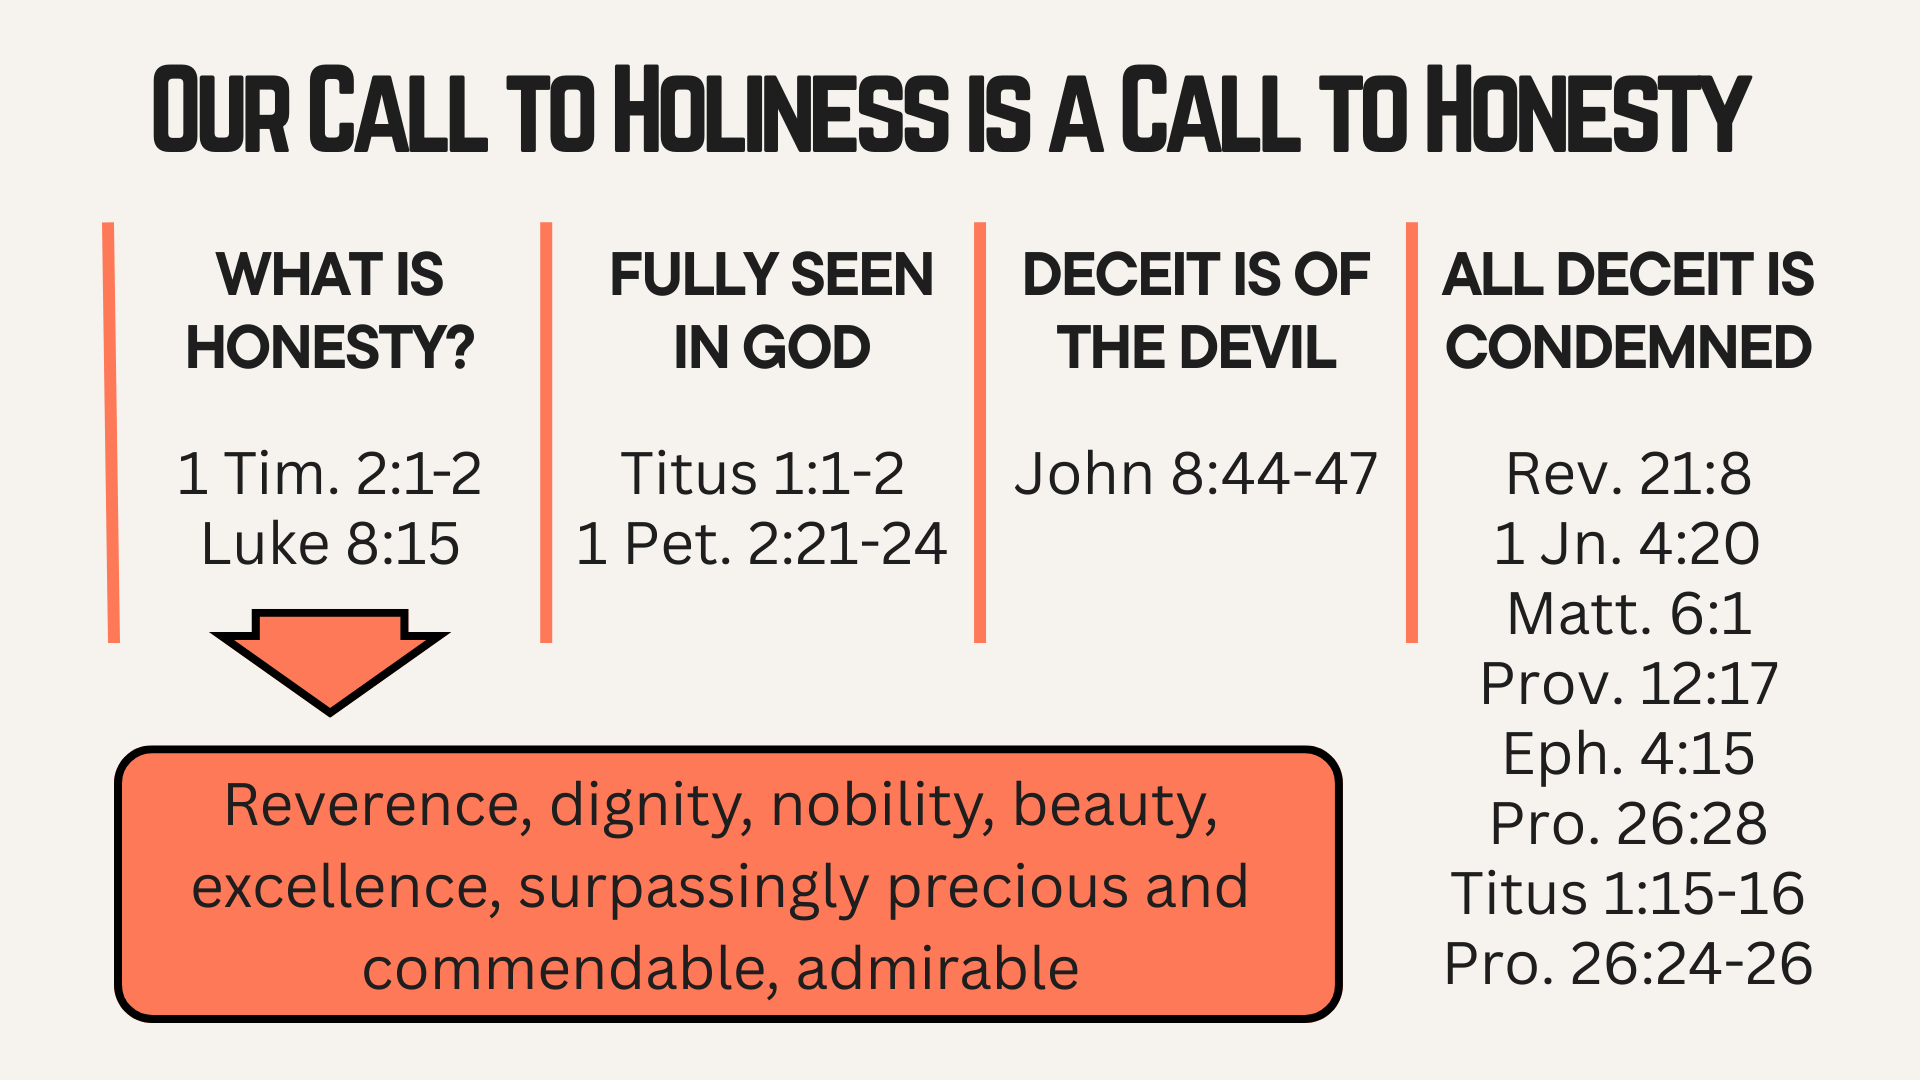 Our Call to Holiness is a Call to Honesty
WHAT IS
HONESTY?
1 Tim. 2:1-2
Luke 8:15
FULLY SEEN
IN GOD
Titus 1:1-2
1 Pet. 2:21-24
DECEIT IS OF
THE DEVIL
John 8:44-47
ALL DECEIT IS
CONDEMNED
Rev. 21:8
1 Jn. 4:20
Matt. 6:1
Prov. 12:17
Eph. 4:15
Pro. 26:28
Titus 1:15-16
Pro. 26:24-26
Reverence, dignity, nobility, beauty,
excellence, surpassingly precious and
commendable, admirable